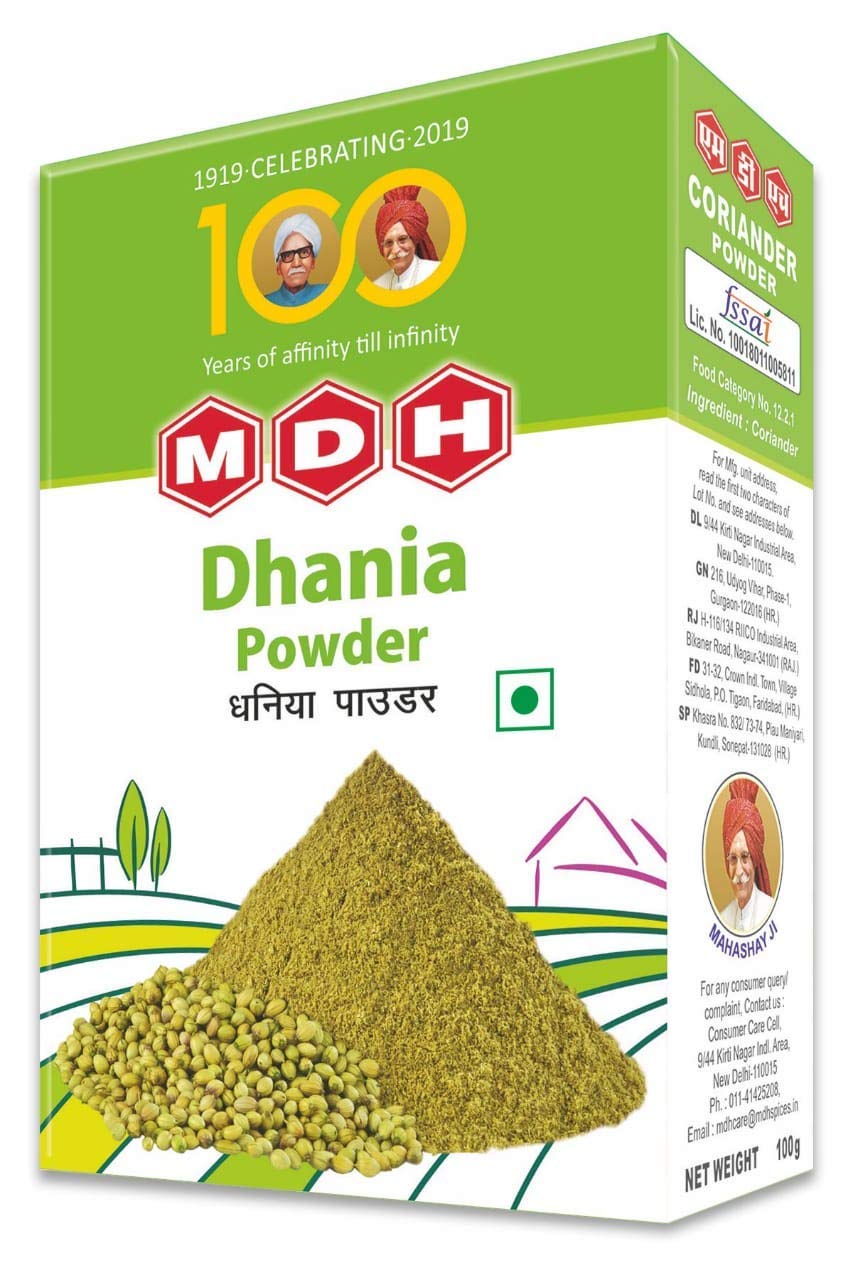 1919·CELEBRATING·2019
100
Years of affinity till infinity
MDH
Dhania
Powder
धनिया पाउडर
एम डी एच
CORIANDER
POWDER
fssai
Lic. No. 10018011005811
Food Category No. 12.2.1
Ingredient : Coriander
For Mfg. unit address,
read the first two characters of
Lot No. and see addresses below.
DL 9/44 Kirti Nagar Industrial Area,
New Delhi-110015.
GN 216, Udyog Vihar, Phase-1,
Gurgaon-122016 (HR.)
RJ H-116/134 RIICO Industrial Area,
Bikaner Road, Nagaur-341001 (RAJ.)
FD 31-32, Crown Indl. Town, Village
Sidhola, P.O. Tigaon, Faridabad, (HR.)
SP Khasra No. 832/ 73-74, Piau Maniyari,
Kundli, Sonepat-131028 (HR.)
MAHASHAY JI
For any consumer query/
complaint, Contact us :
Consumer Care Cell,
9/44 Kirti Nagar Indl. Area,
New Delhi-110015
Ph. : 011-41425208,
Email : mdhcare@mdhspices.in
NET WEIGHT 100g